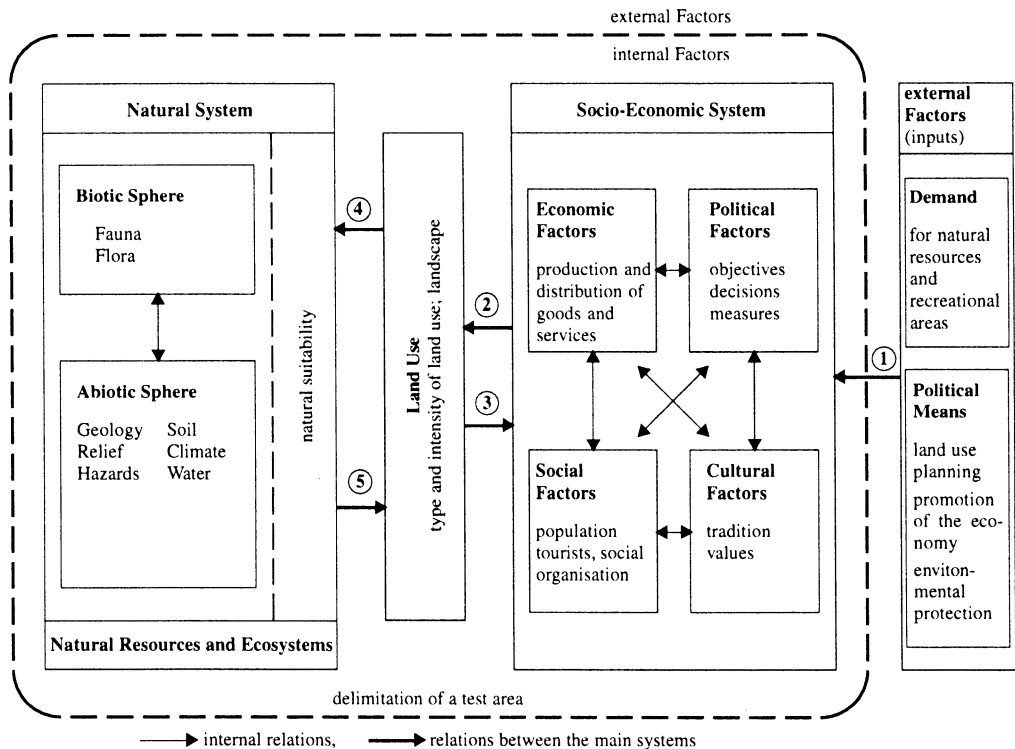 external Factors
internal Factors
Natural System
Biotic Sphere
Fauna
Flora
Abiotic Sphere
Geology Soil
Relief Climate
Hazards Water
natural suitability
Natural Resources and Ecosystems
4
5
Land Use
type and intensity of land use; landscape
2
3
Socio-Economic System
Economic
Factors
production and
distribution of
goods and
services
Political
Factors
objectives
decisions
measures
Social
Factors
population
tourists, social
organisation
Cultural
Factors
tradition
values
1
external
Factors
(inputs)
Demand
for natural
resources
and
recreational
areas
Political
Means
land use
planning
promotion
of the eco-
nomy
enviton-
mental
protection
delimitation of a test area
internal relations,
relations between the main systems